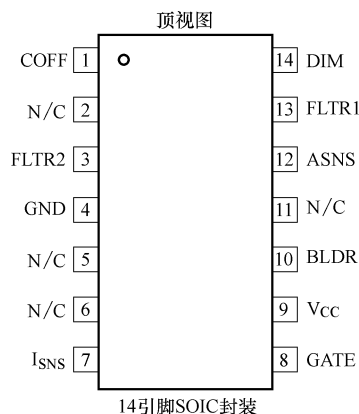 顶视图
COFF 1 14 DIM
N/C 2 13 FLTR1
FLTR2 3 12 ASNS
GND 4 11 N/C
N/C 5 10 BLDR
N/C 6 9 VCC
ISNS 7 8 GATE
14引脚SOIC封装